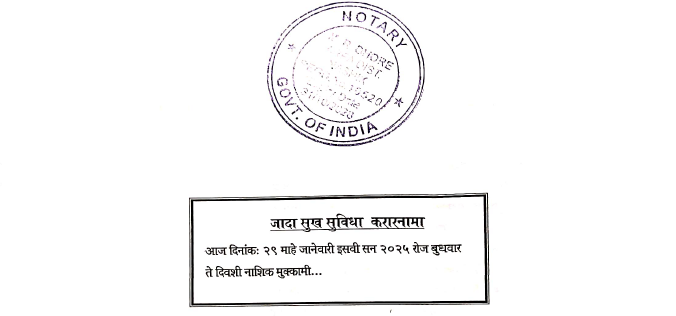 NOTARY
GOVT. OF INDIA
जादा सुख सुविधा करारनामा
आज दिनांक: २९ माहे जानेवारी इसवी सन २०२५ रोज बुधवार
ते दिवशी नाशिक मुक्कामी...